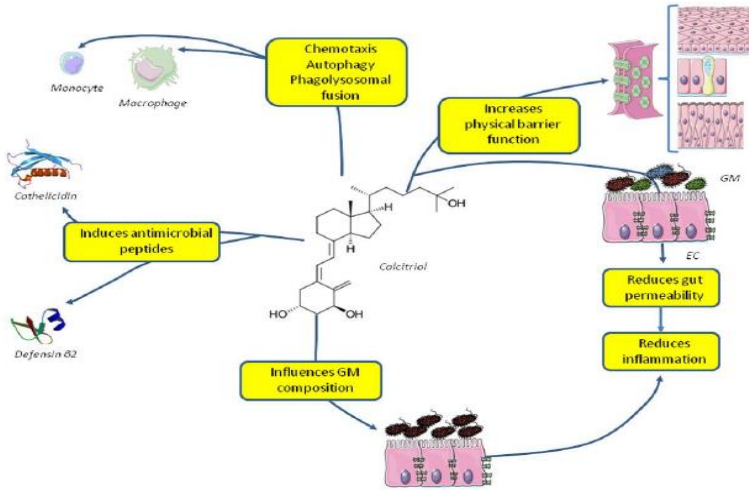 Chemotaxis
Autophagy
Phagolysosomal
fusion
Monocyte
Macrophage
Increases
physical barrier
function
Cathelicidin
GM
OH
H
H
Induces antimicrobial
peptides
Calcitriol
EC
Reduces gut
permeability
HO
OH
Defensin β2
Reduces
inflammation
Influences GM
composition